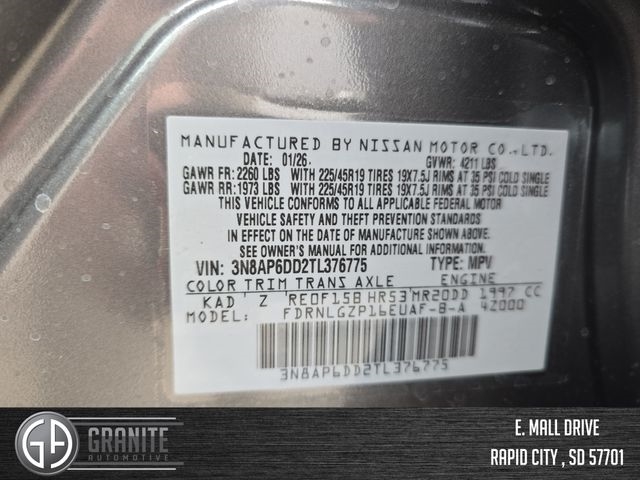 MANUFACTURED BY NISSAN MOTOR CO., LTD.
DATE: 01/26. GVWR: 4211 LBS
GAWR FR: 2260 LBS WITH 225/45R19 TIRES 19X7.5J RIMS AT 35 PSI COLD SINGLE
GAWR RR: 1973 LBS WITH 225/45R19 TIRES 19X7.5J RIMS AT 35 PSI COLD SINGLE
THIS VEHICLE CONFORMS TO ALL APPLICABLE FEDERAL MOTOR
VEHICLE SAFETY AND THEFT PREVENTION STANDARDS
IN EFFECT ON THE DATE OF MANUFACTURE SHOWN ABOVE.
SEE OWNER'S MANUAL FOR ADDITIONAL INFORMATION.
VIN: 3N8AP6DD2TL376775 TYPE: MPV
COLOR TRIM TRANS AXLE ENGINE
KAD Z RE0F15B HR53 MR20DD 1997 CC
MODEL: FDRNLGZP16EUAF-B-A 4Z000
3N8AP6DD2TL376775
GA GRANITE
AUTOMOTIVE
E. MALL DRIVE
RAPID CITY , SD 57701